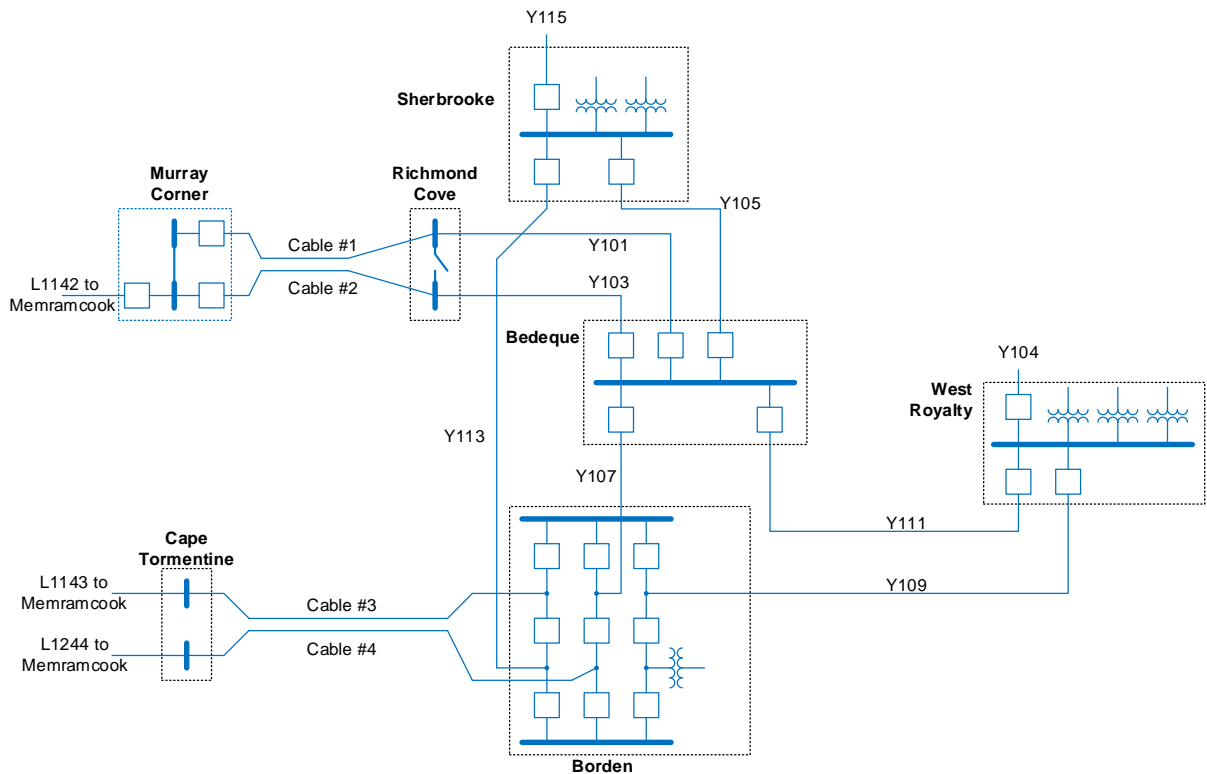 Y115
Sherbrooke
Murray
Corner
Richmond
Cove
Y105
Cable #1
Y101
L1142 to
Memramcook
Cable #2
Y103
Bedeque
Y104
West
Royalty
Y113
Y107
Y111
Cape
Tormentine
L1143 to
Memramcook
Cable #3
Y109
L1244 to
Memramcook
Cable #4
Borden